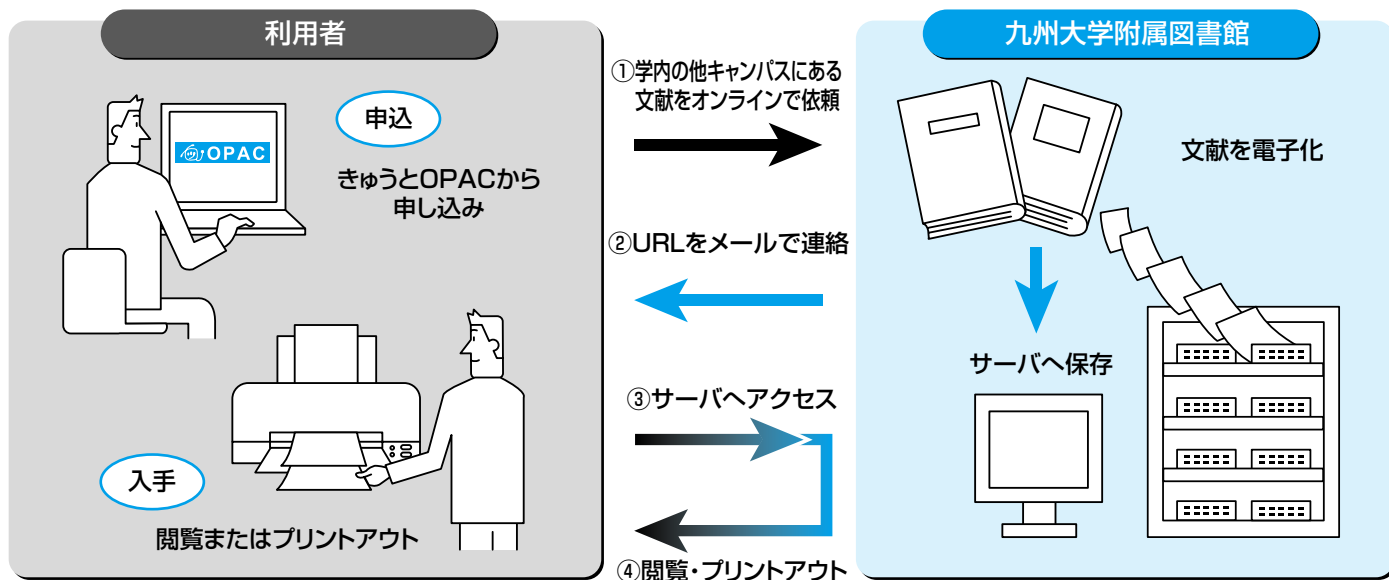 利用者
九州大学附属図書館
申込
OPAC
きゅうとOPACから
申し込み
入手
閲覧またはプリントアウト
①学内の他キャンパスにある
文献をオンラインで依頼
②URLをメールで連絡
③サーバへアクセス
④閲覧・プリントアウト
文献を電子化
サーバへ保存